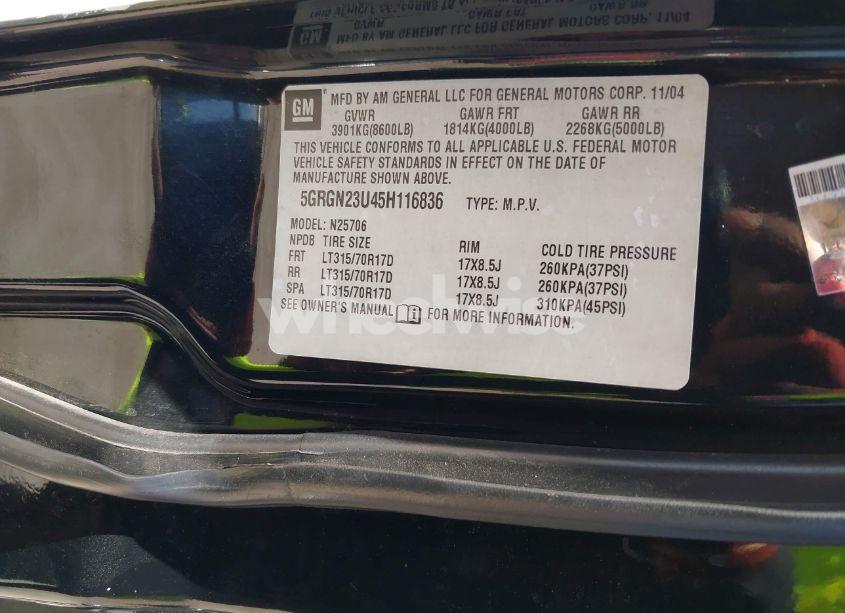 GM
MFD BY AM GENERAL LLC FOR GENERAL MOTORS CORP. 11/04
GVWR GAWR FRT GAWR RR
3901KG(8600LB) 1814KG(4000LB) 2268KG(5000LB)
THIS VEHICLE CONFORMS TO ALL APPLICABLE U.S. FEDERAL MOTOR
VEHICLE SAFETY STANDARDS IN EFFECT ON THE DATE OF
MANUFACTURE SHOWN ABOVE.
5GRGN23U45H116836 TYPE: M.P.V.
MODEL: N25706
NPDB TIRE SIZE RIM COLD TIRE PRESSURE
FRT LT315/70R17D 17X8.5J 260KPA(37PSI)
RR LT315/70R17D 17X8.5J 260KPA(37PSI)
SPA LT315/70R17D 17X8.5J 310KPA(45PSI)
SEE OWNER'S MANUAL FOR MORE INFORMATION.
wheelwise